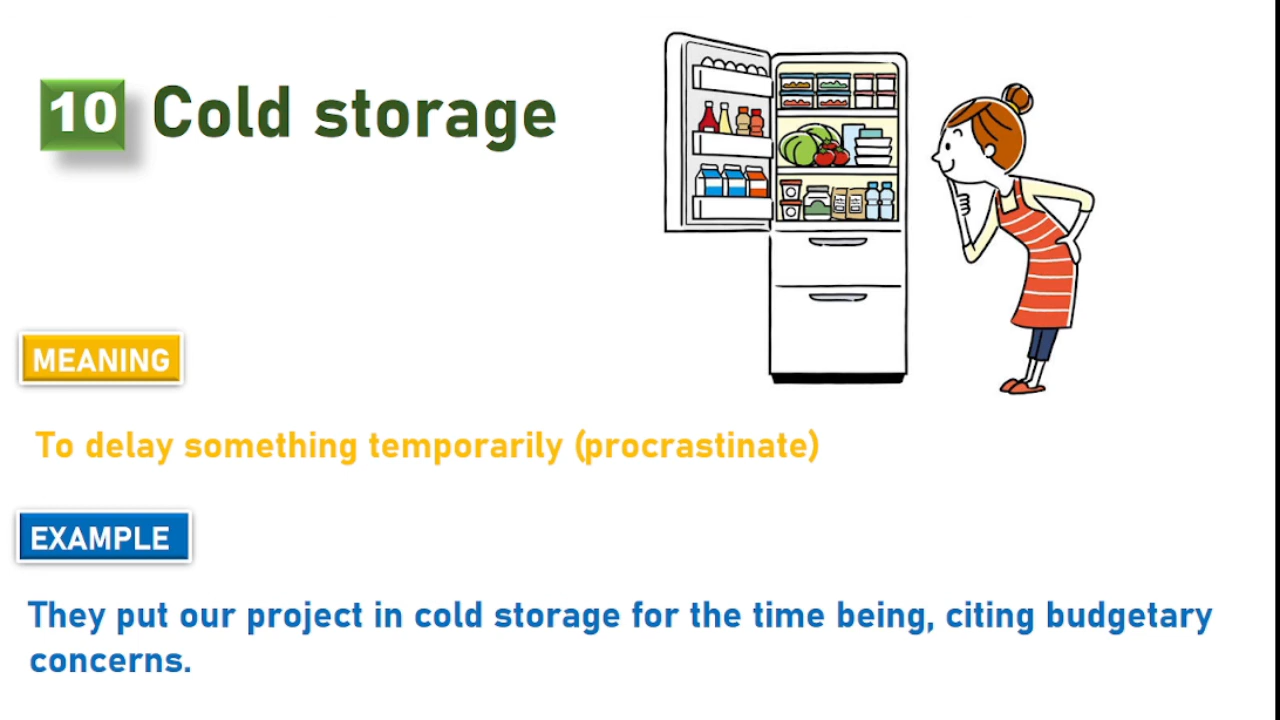 10 Cold storage
MEANING
To delay something temporarily (procrastinate)
EXAMPLE
They put our project in cold storage for the time being, citing budgetary
concerns.